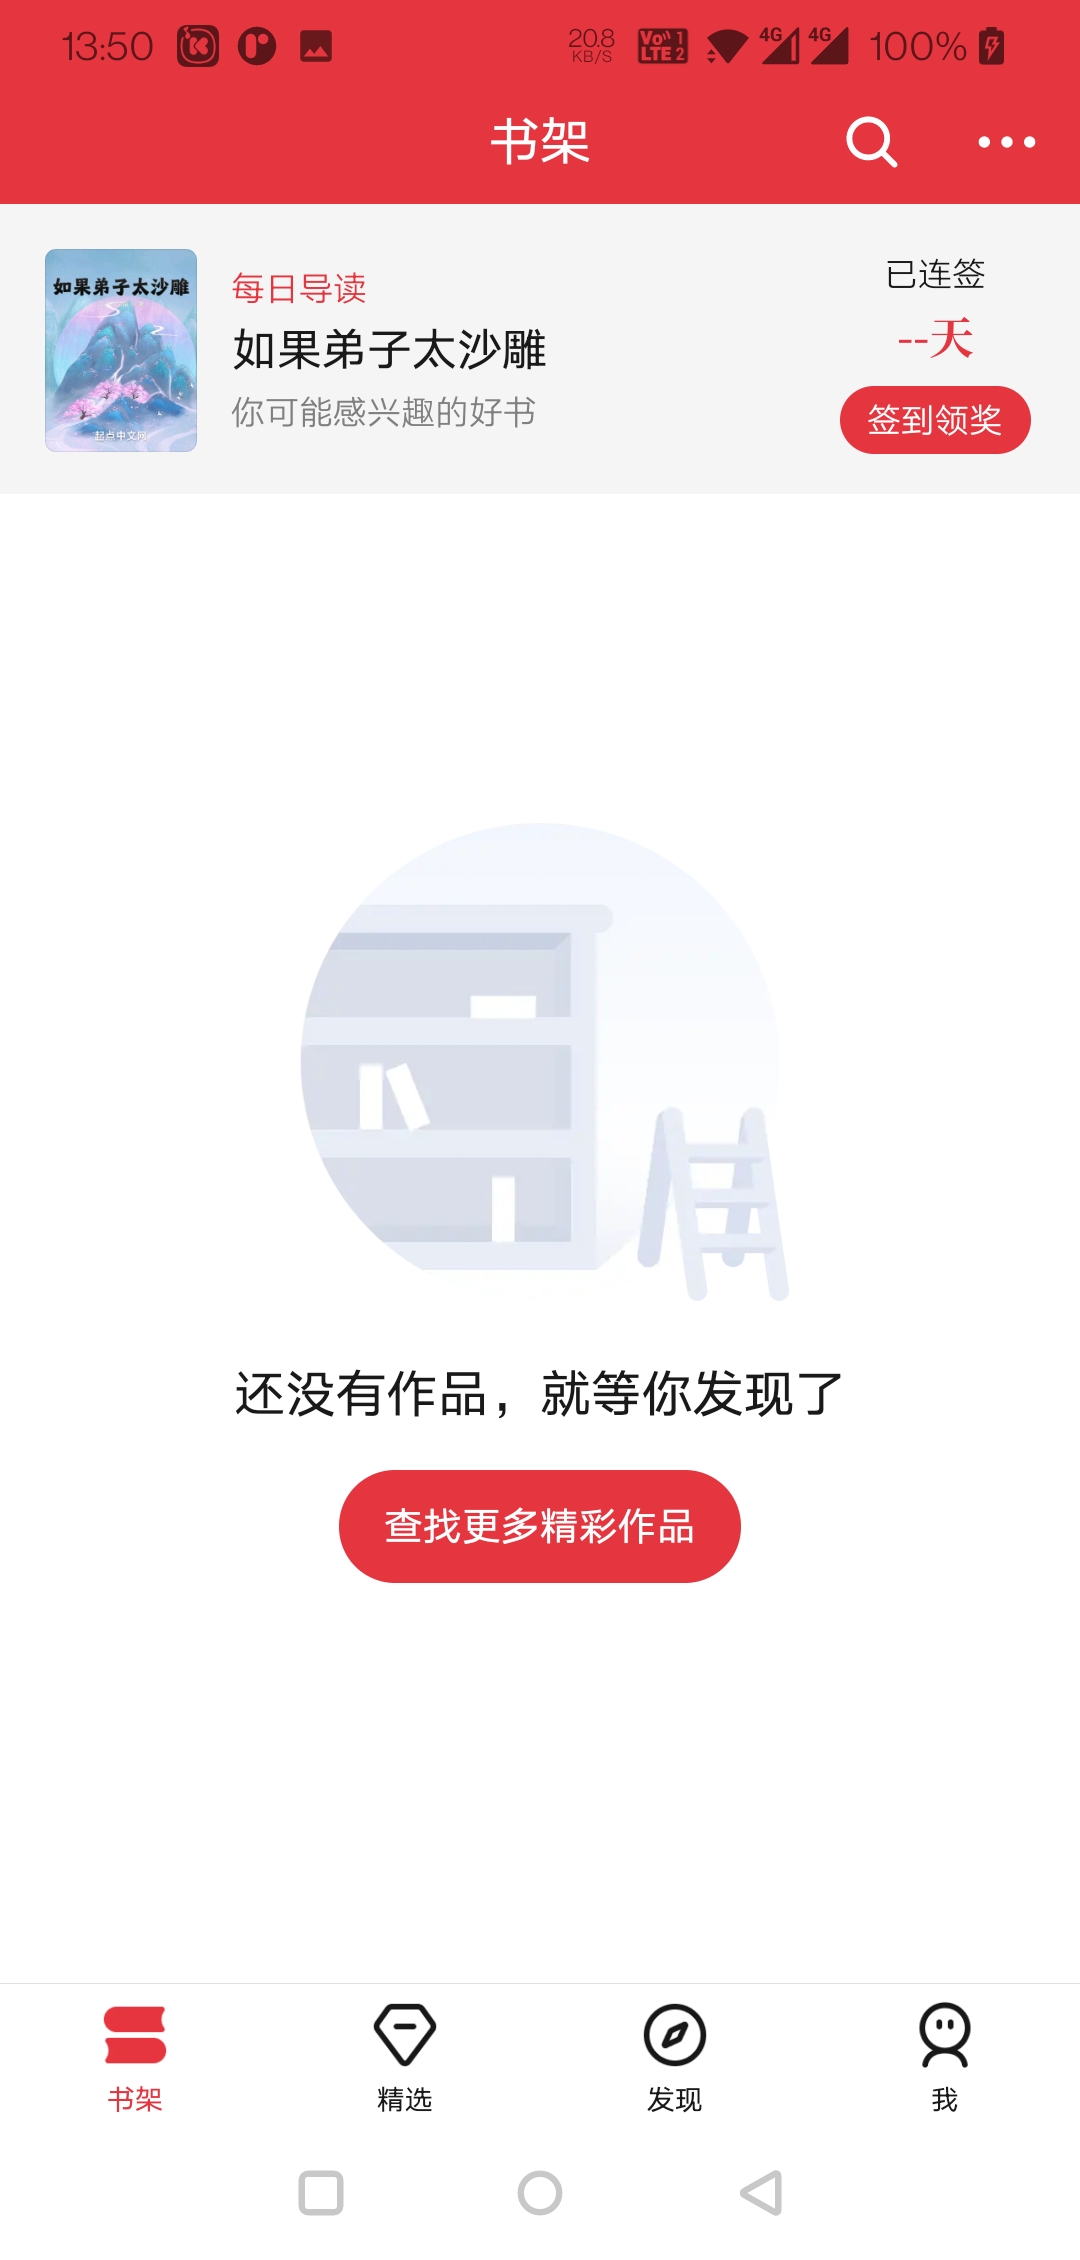 13:50
20.8
KB/S
Vo 1
LTE 2
4G
4G
100%
书架
如果弟子太沙雕
起点中文网
每日导读
如果弟子太沙雕
你可能感兴趣的好书
已连签
--天
签到领奖
还没有作品，就等你发现了
查找更多精彩作品
书架
精选
发现
我